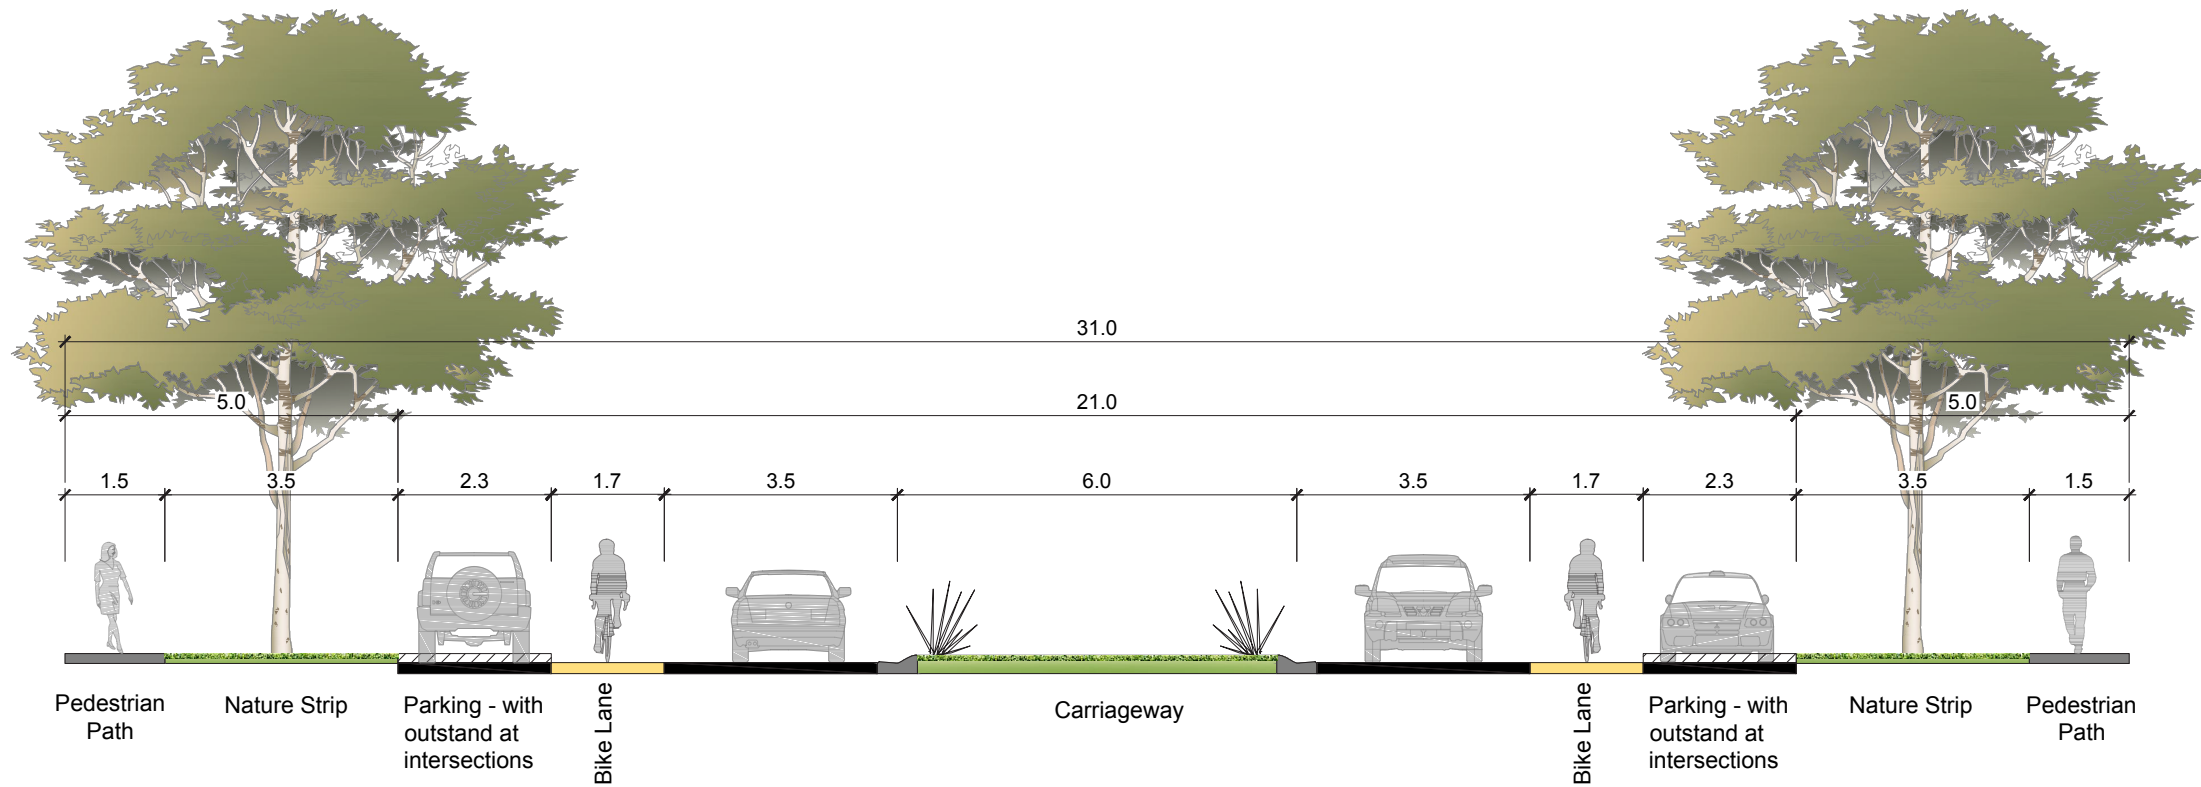 31.0
5.0
21.0
5.0
1.5
3.5
2.3
1.7
3.5
6.0
3.5
1.7
2.3
3.5
1.5
Pedestrian
Path
Nature Strip
Parking - with
outstand at
intersections
Bike Lane
Carriageway
Bike Lane
Parking - with
outstand at
intersections
Nature Strip
Pedestrian
Path